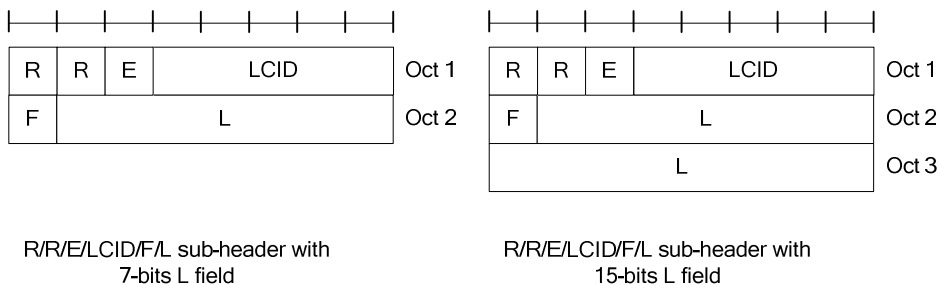 R R E LCID Oct 1
F L Oct 2
R/R/E/LCID/F/L sub-header with
7-bits L field
R R E LCID Oct 1
F L Oct 2
L Oct 3
R/R/E/LCID/F/L sub-header with
15-bits L field